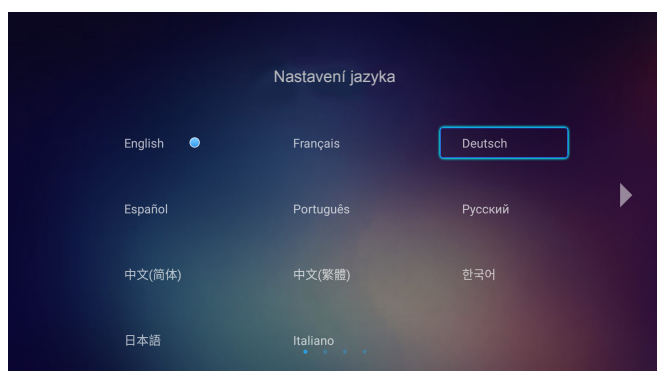 Nastavení jazyka
English Français Deutsch
Español Português Русский
中文(简体) 中文(繁體) 한국어
日本語 Italiano